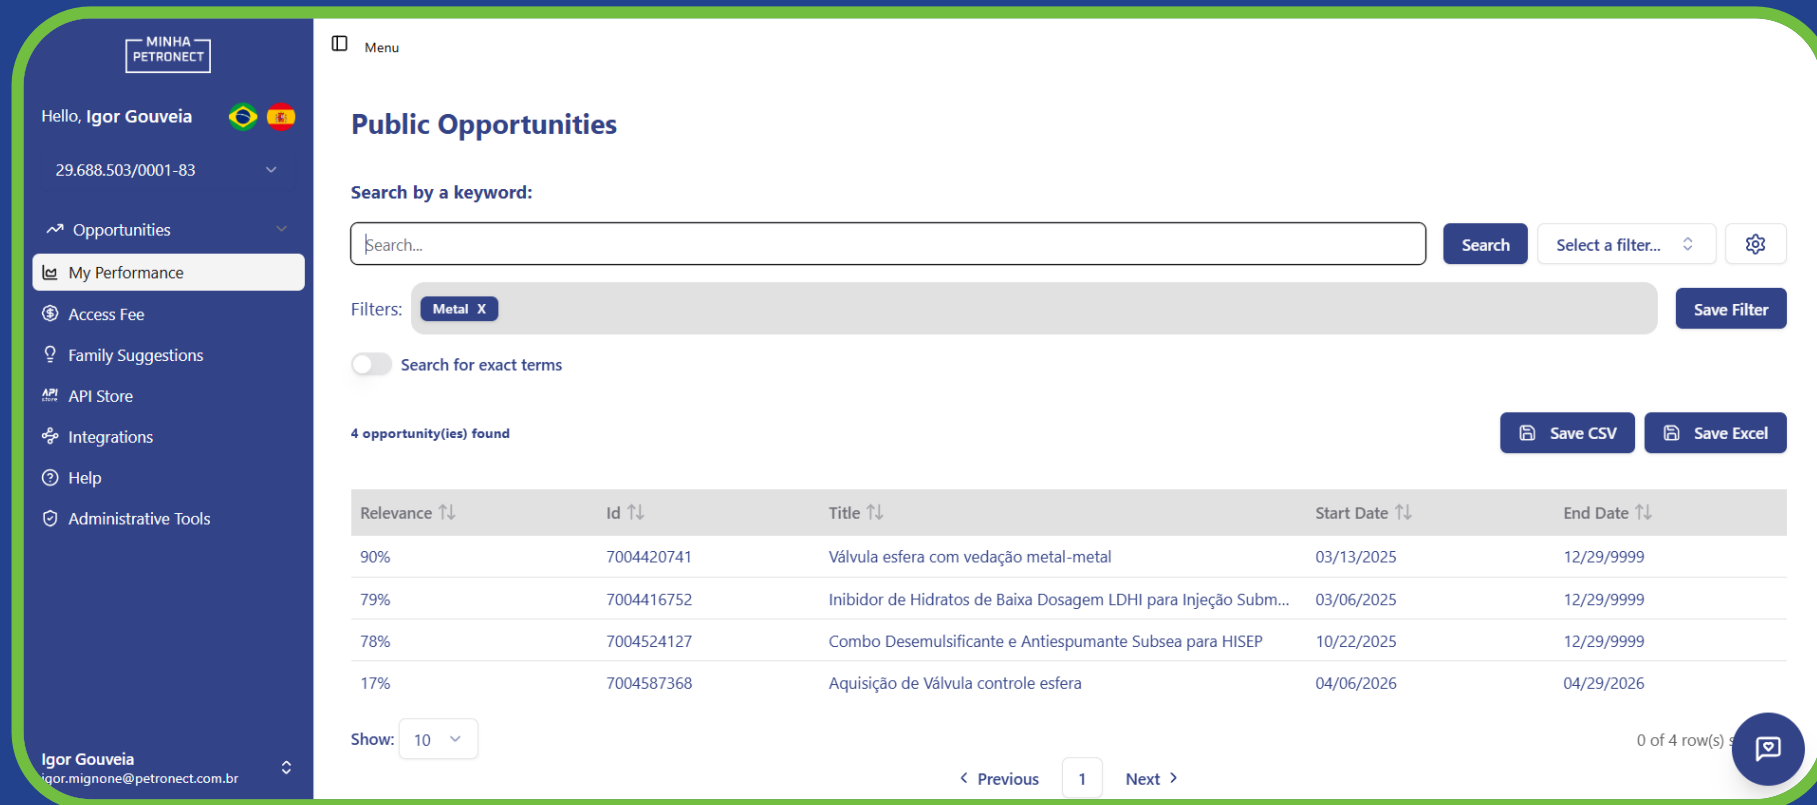 MINHA
PETRONECT
Hello, Igor Gouveia
29.688.503/0001-83
Opportunities
My Performance
Access Fee
Family Suggestions
API store API Store
Integrations
Help
Administrative Tools
Igor Gouveia
igor.mignone@petronect.com.br
Menu
Public Opportunities
Search by a keyword:
Search... Search Select a filter...
Filters: Metal X Save Filter
Search for exact terms
4 opportunity(ies) found Save CSV Save Excel
Relevance Id Title Start Date End Date
90% 7004420741 Válvula esfera com vedação metal-metal 03/13/2025 12/29/9999
79% 7004416752 Inibidor de Hidratos de Baixa Dosagem LDHI para Injeção Subm... 03/06/2025 12/29/9999
78% 7004524127 Combo Desemulsificante e Antiespumante Subsea para HISEP 10/22/2025 12/29/9999
17% 7004587368 Aquisição de Válvula controle esfera 04/06/2026 04/29/2026
Show: 10 0 of 4 row(s) s
Previous 1 Next